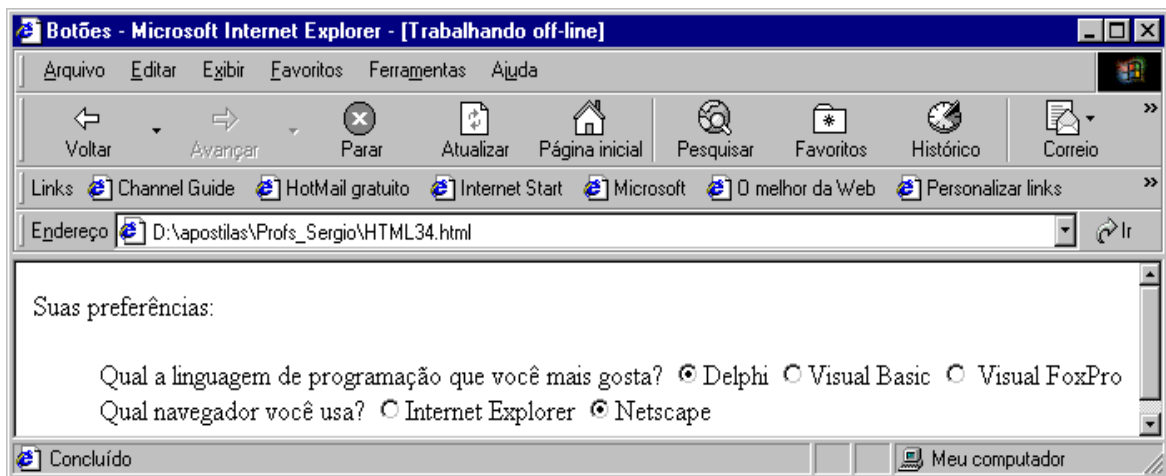 Botões - Microsoft Internet Explorer - [Trabalhando off-line]
Arquivo Editar Exibir Favoritos Ferramentas Ajuda
Voltar Avançar Parar Atualizar Página inicial Pesquisar Favoritos Histórico Correio »
Links Channel Guide HotMail gratuito Internet Start Microsoft O melhor da Web Personalizar links »
Endereço D:\apostilas\Profs_Sergio\HTML34.html Ir
Suas preferências:
Qual a linguagem de programação que você mais gosta? Delphi Visual Basic Visual FoxPro
Qual navegador você usa? Internet Explorer Netscape
Concluído Meu computador